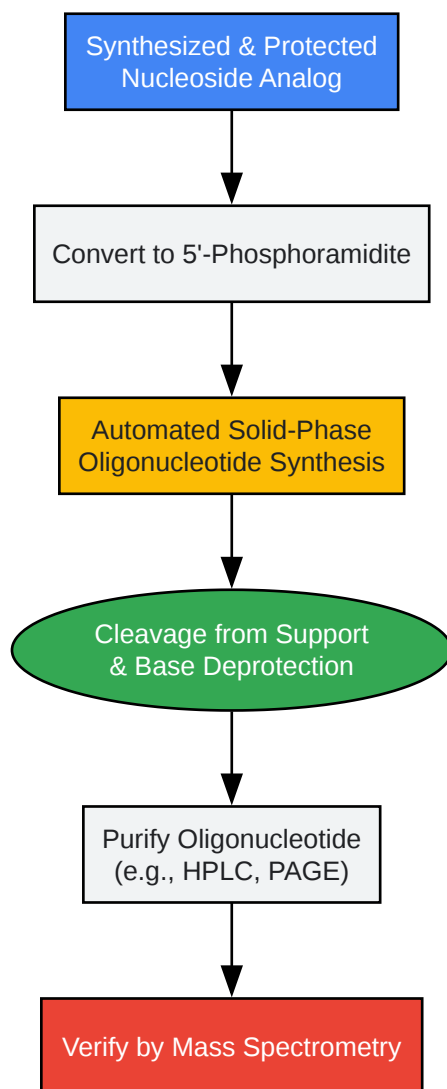 Synthesized & Protected
Nucleoside Analog
Convert to 5'-Phosphoramidite
Automated Solid-Phase
Oligonucleotide Synthesis
Cleavage from Support
& Base Deprotection
Purify Oligonucleotide
(e.g., HPLC, PAGE)
Verify by Mass Spectrometry